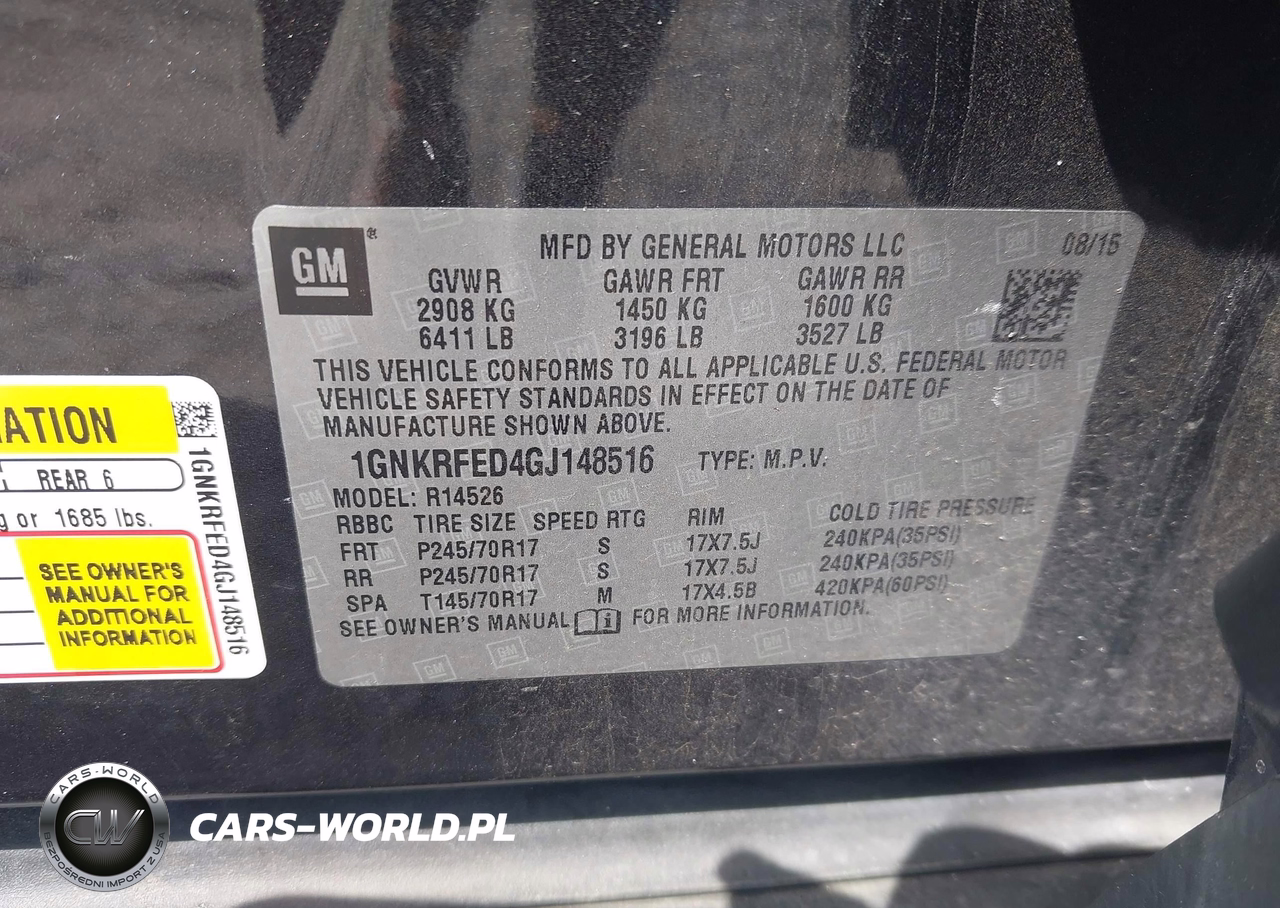 GM
MFD BY GENERAL MOTORS LLC
08/15
GVWR GAWR FRT GAWR RR
2908 KG 1450 KG 1600 KG
6411 LB 3196 LB 3527 LB
THIS VEHICLE CONFORMS TO ALL APPLICABLE U.S. FEDERAL MOTOR
VEHICLE SAFETY STANDARDS IN EFFECT ON THE DATE OF
MANUFACTURE SHOWN ABOVE.
1GNKRFED4GJ148516 TYPE: M.P.V.
MODEL: R14526
RBBC TIRE SIZE SPEED RTG RIM COLD TIRE PRESSURE
FRT P245/70R17 S 17X7.5J 240KPA(35PSI)
RR P245/70R17 S 17X7.5J 240KPA(35PSI)
SPA T145/70R17 M 17X4.5B 420KPA(60PSI)
SEE OWNER'S MANUAL FOR MORE INFORMATION.
ATION
REAR 6
g or 1685 lbs.
SEE OWNER'S
MANUAL FOR
ADDITIONAL
INFORMATION
1GNKRFED4GJ148516
CARS-WORLD
CW
BEZPOŚREDNI IMPORT Z USA
CARS-WORLD.PL